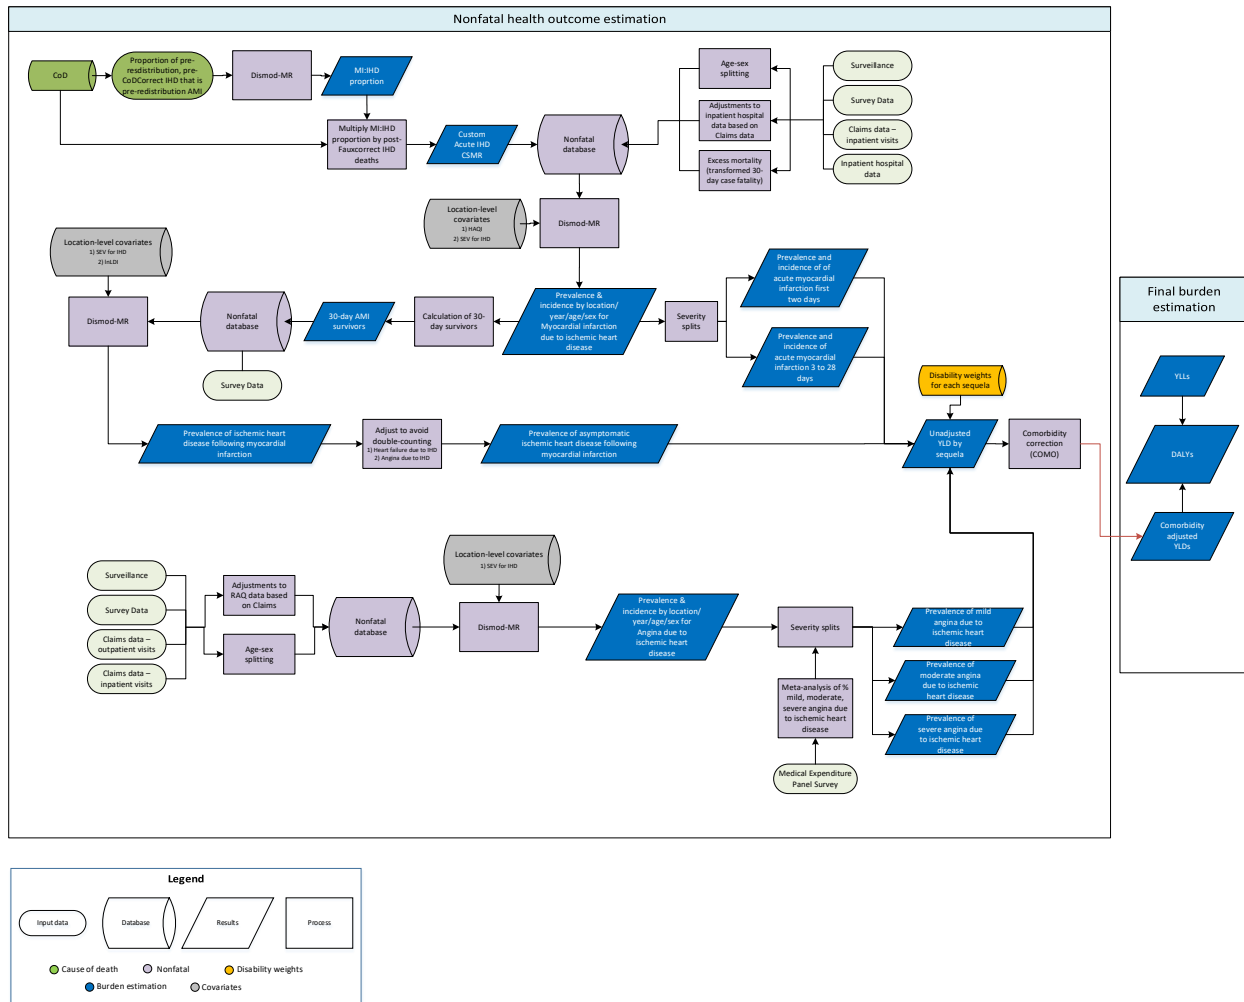 Nonfatal health outcome estimation
CoD
Proportion of pre-
resdistribution, pre-
CoDCorrect IHD that is
pre-redistribution AMI
Dismod-MR
MI:IHD
proprtion
Multiply MI:IHD
proportion by post-
Fauxcorrect IHD
deaths
Custom
Acute IHD
CSMR
Nonfatal
database
Age-sex
splitting
Adjustments to
inpatient hospital
data based on
Claims data
Excess mortality
(transformed 30-
day case fatality)
Surveillance
Survey Data
Claims data –
inpatient visits
Inpatient hospital
data
Location-level
covariates
1) HAQI
2) SEV for IHD
Dismod-MR
Location-level covariates
1) SEV for IHD
2) lnLDI
Dismod-MR
Nonfatal
database
Survey Data
30-day AMI
survivors
Calculation of 30-
day survivors
Prevalence &
incidence by location/
year/age/sex for
Myocardial infarction
due to ischemic heart
disease
Severity
splits
Prevalence and
incidence of of
acute myocardial
infarction first
two days
Prevalence and
incidence of
acute myocardial
infarction 3 to 28
days
Disability weights
for each sequela
Prevalence of ischemic heart
disease following myocardial
infarction
Adjust to avoid
double-counting
1) Heart failure due to IHD
2) Angina due to IHD
Prevalence of asymptomatic
ischemic heart disease following
myocardial infarction
Unadjusted
YLD by
sequela
Comorbidity
correction
(COMO)
Final burden
estimation
YLLs
DALYs
Comorbidity
adjusted
YLDs
Surveillance
Survey Data
Claims data –
outpatient visits
Claims data –
inpatient visits
Adjustments to
RAQ data based
on Claims
Age-sex
splitting
Nonfatal
database
Location-level covariates
1) SEV for IHD
Dismod-MR
Prevalence &
incidence by location/
year/age/sex for
Angina due to
ischemic heart
disease
Severity splits
Meta-analysis of %
mild, moderate,
severe angina due
to ischemic heart
disease
Medical Expenditure
Panel Survey
Prevalence of mild
angina due to
ischemic heart
disease
Prevalence of
moderate angina
due to ischemic
heart disease
Prevalence of
severe angina due
to ischemic heart
disease
Legend
Input data
Database
Results
Process
Cause of death
Nonfatal
Disability weights
Burden estimation
Covariates